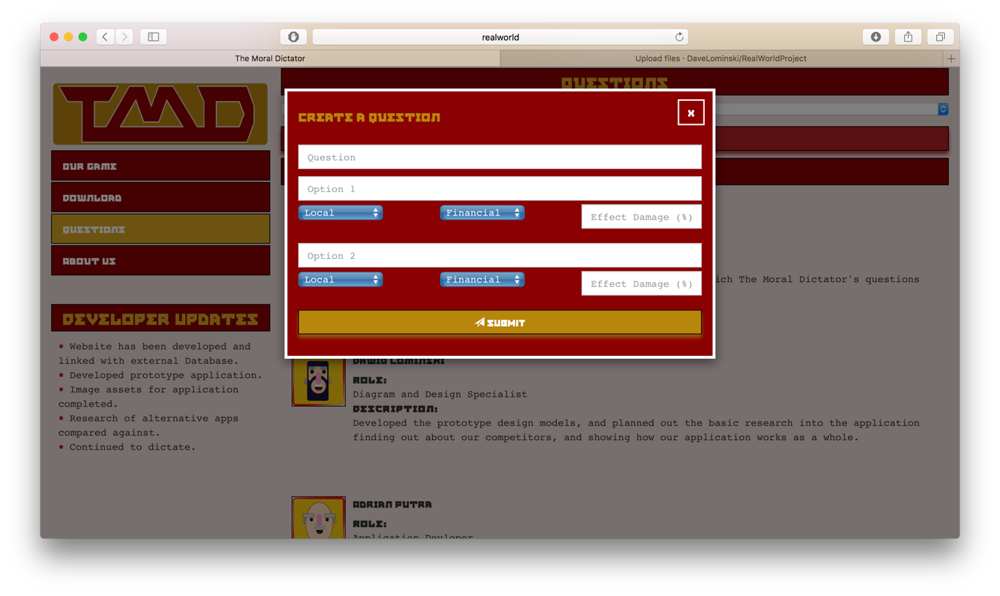 realworld
The Moral Dictator
Upload files · DaveLominski/RealWorldProject
TMD
OUR GAME
DOWNLOAD
QUESTIONS
ABOUT US
DEVELOPER UPDATES
Website has been developed and
linked with external Database.
Developed prototype application.
Image assets for application
completed.
Research of alternative apps
compared against.
Continued to dictate.
QUESTIONS
CREATE A QUESTION
x
Question
Option 1
Local
Financial
Effect Damage (%)
Option 2
Local
Financial
Effect Damage (%)
SUBMIT
ich The Moral Dictator's questions
DAWID LOMINSKI
ROLE:
Diagram and Design Specialist
DESCRIPTION:
Developed the prototype design models, and planned out the basic research into the application
finding out about our competitors, and showing how our application works as a whole.
ADRIAN PUTRA
ROLE:
Application Devloper